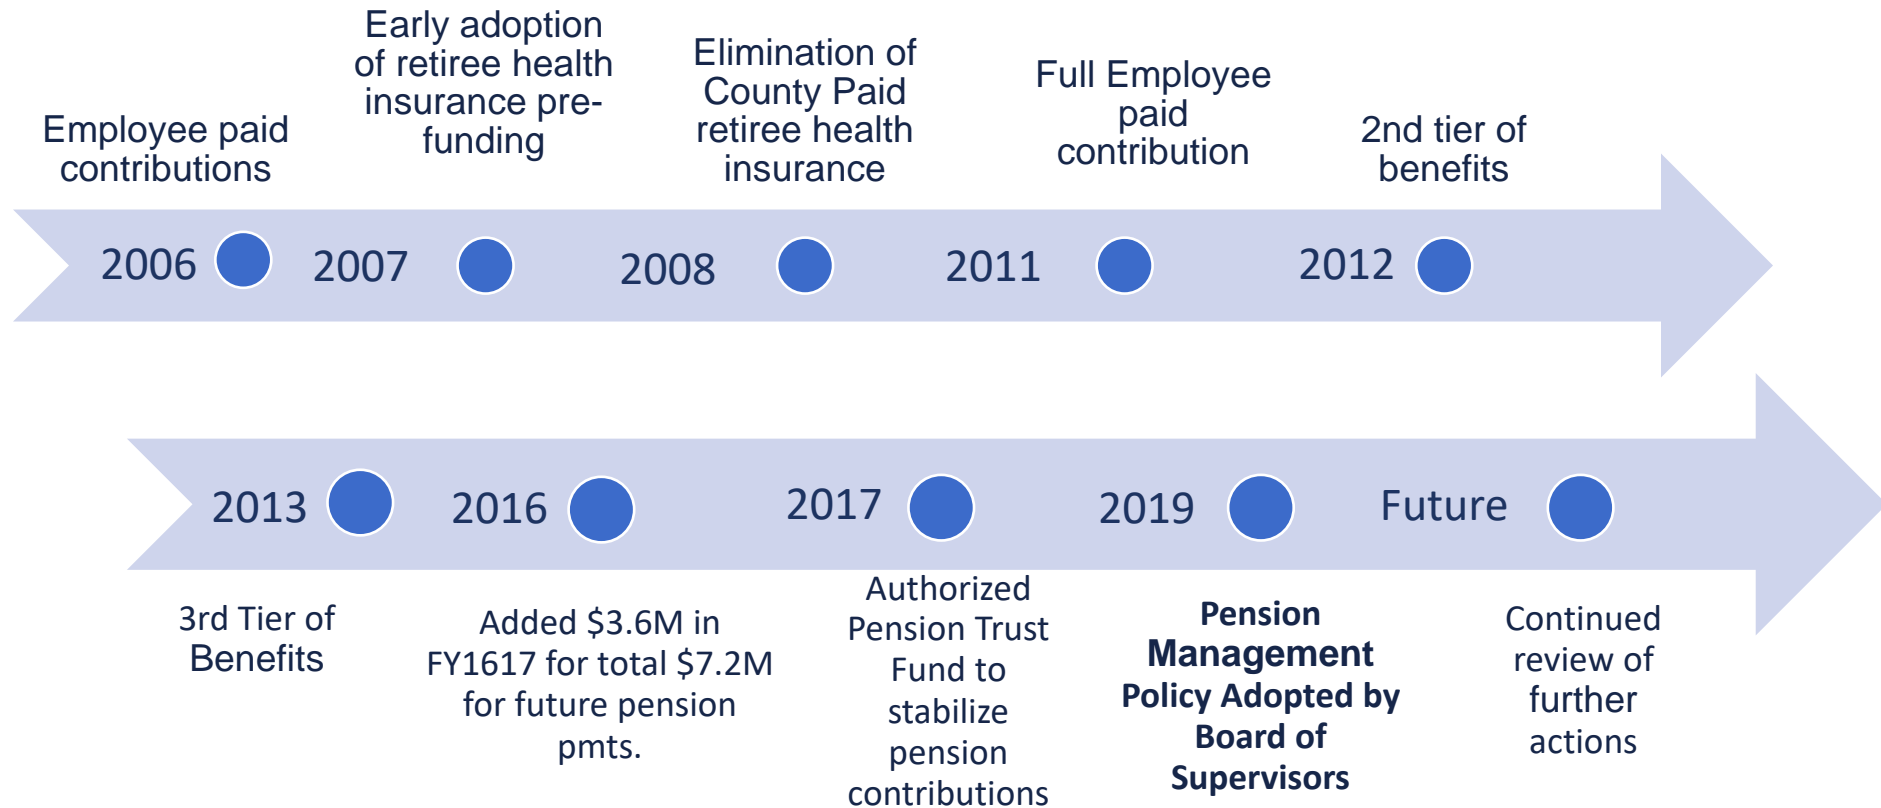 Employee paid
contributions
Early adoption
of retiree health
insurance pre-
funding
Elimination of
County Paid
retiree health
insurance
Full Employee
paid
contribution
2nd tier of
benefits
2006
2007
2008
2011
2012
2013
2016
2017
2019
Future
3rd Tier of
Benefits
Added $3.6M in
FY1617 for total $7.2M
for future pension
pmts.
Authorized
Pension Trust
Fund to
stabilize
pension
contributions
Pension
Management
Policy Adopted by
Board of
Supervisors
Continued
review of
further
actions